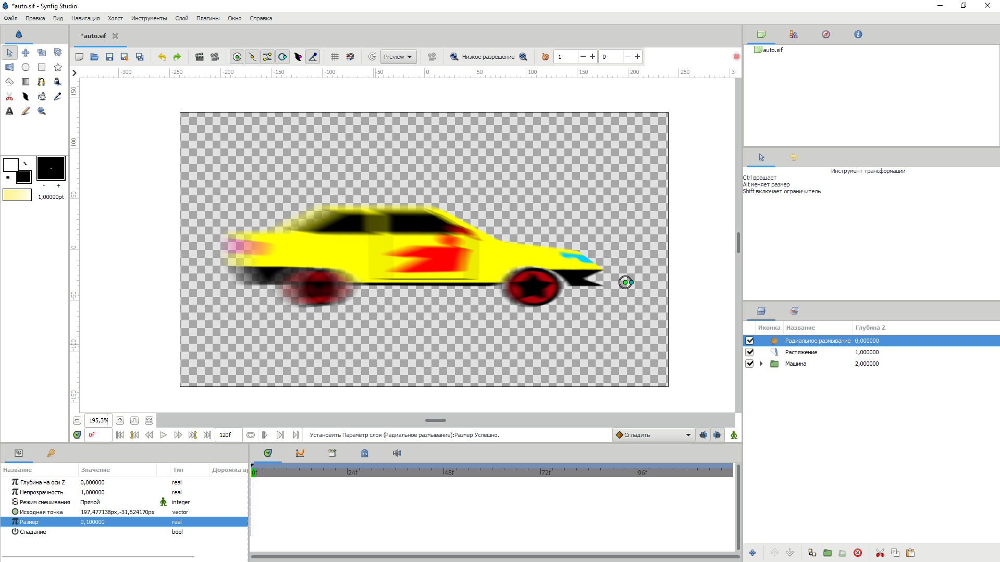 *auto.sif - Synfig Studio
Файл Правка Вид Навигация Холст Инструменты Слой Плагины Окно Справка
*auto.sif
Preview
Низкое разрешение
1
0
-300 -250 -200 -150 -100 -50 0 50 100 150 200 250
150
100
50
0
-50
-100
-150
- +
1,00000pt
auto.sif
Инструмент трансформации
Ctrl вращает
Alt меняет размер
Shift включает ограничитель
Иконка Название Глубина Z
Радиальное размывание 0,000000
Растяжение 1,000000
Машина 2,000000
195,3%
0f
120f
Установить Параметр слоя (Радиальное размывание):Размер Успешно.
Сгладить
Название Значение Тип Дорожка в
Глубина на оси Z 0,000000 real
Непрозрачность 1,000000 real
Режим смешивания Прямой integer
Исходная точка 197,477138px,-31,624170px vector
Размер 0,100000 real
Спадание bool
0f 24f 48f 72f 96f